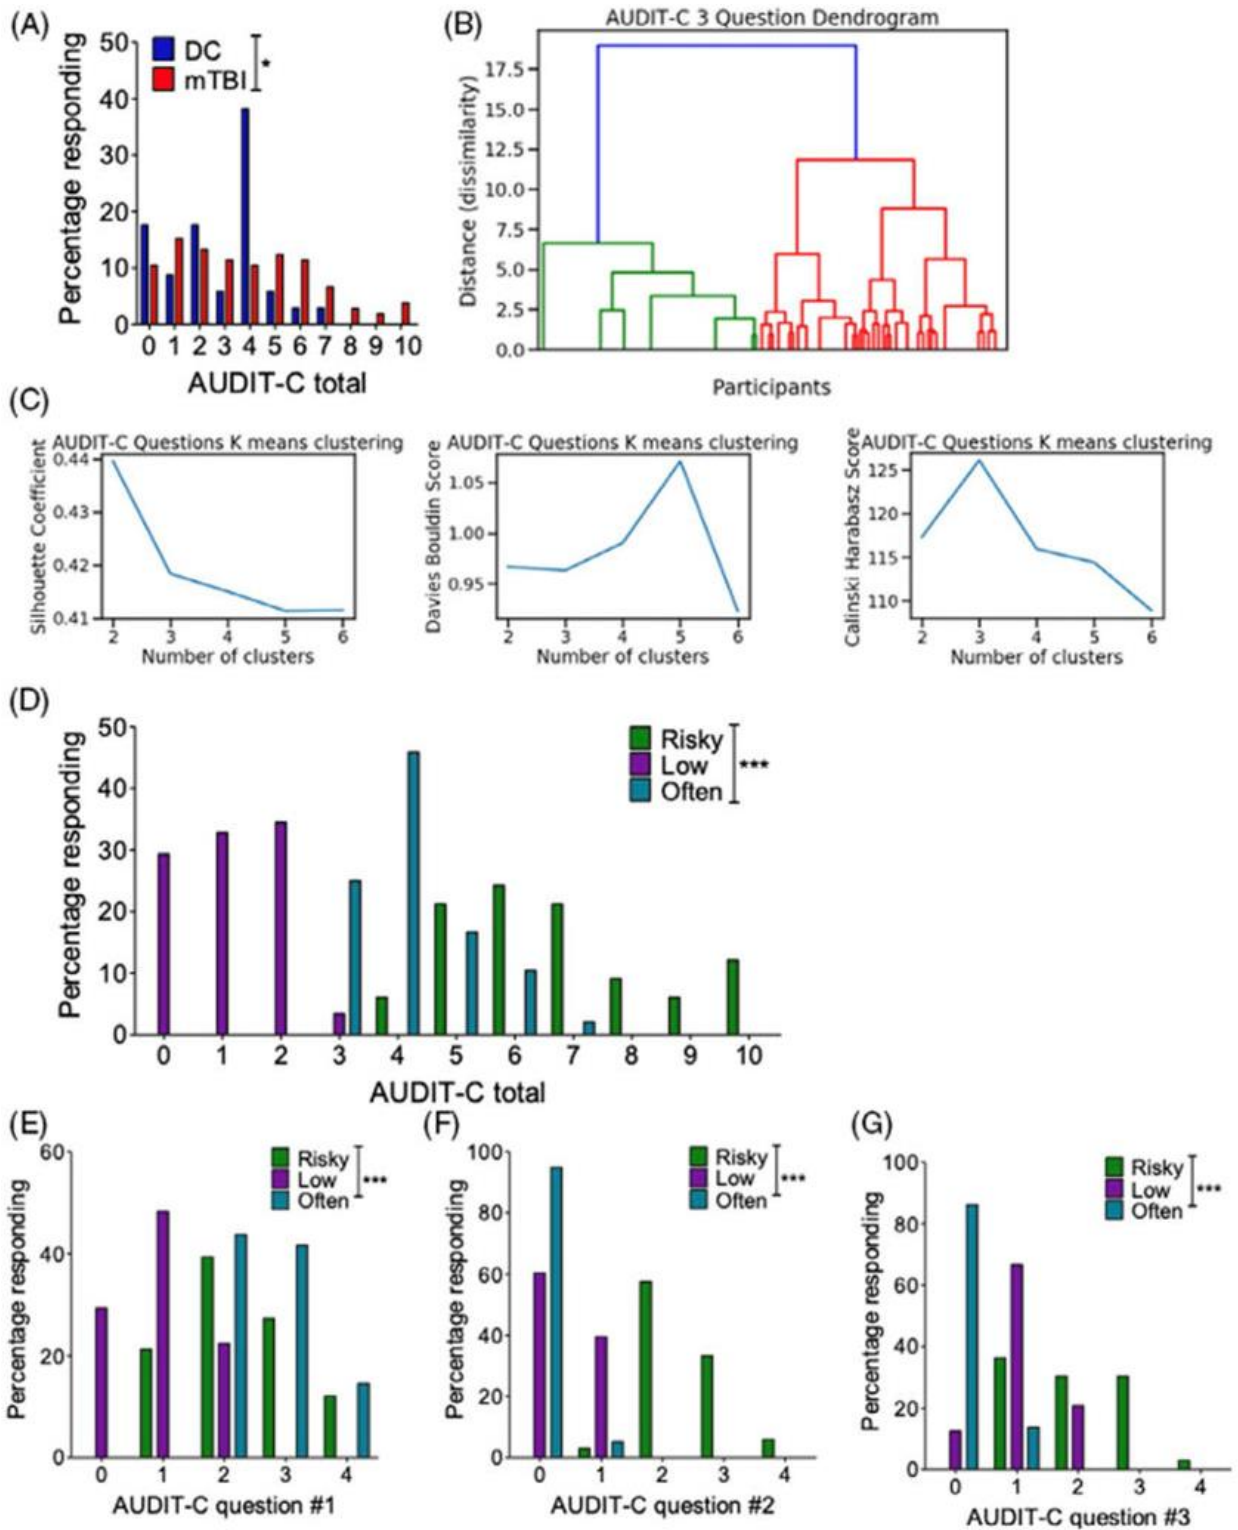 (A)
50
40
30
20
10
0
Percentage responding
DC
mTBI
*
0 1 2 3 4 5 6 7 8 9 10
AUDIT-C total
(B)
AUDIT-C 3 Question Dendrogram
17.5
15.0
12.5
10.0
7.5
5.0
2.5
0.0
Distance (dissimilarity)
Participants
(C)
AUDIT-C Questions K means clustering
0.44
0.43
0.42
0.41
Silhouette Coefficient
2 3 4 5 6
Number of clusters
AUDIT-C Questions K means clustering
1.05
1.00
0.95
Davies Bouldin Score
2 3 4 5 6
Number of clusters
AUDIT-C Questions K means clustering
125
120
115
110
Calinski Harabasz Score
2 3 4 5 6
Number of clusters
(D)
50
40
30
20
10
0
Percentage responding
Risky
Low
Often
***
0 1 2 3 4 5 6 7 8 9 10
AUDIT-C total
(E)
60
40
20
0
Percentage responding
Risky
Low
Often
***
0 1 2 3 4
AUDIT-C question #1
(F)
100
80
60
40
20
0
Percentage responding
Risky
Low
Often
***
0 1 2 3 4
AUDIT-C question #2
(G)
100
80
60
40
20
0
Percentage responding
Risky
Low
Often
***
0 1 2 3 4
AUDIT-C question #3